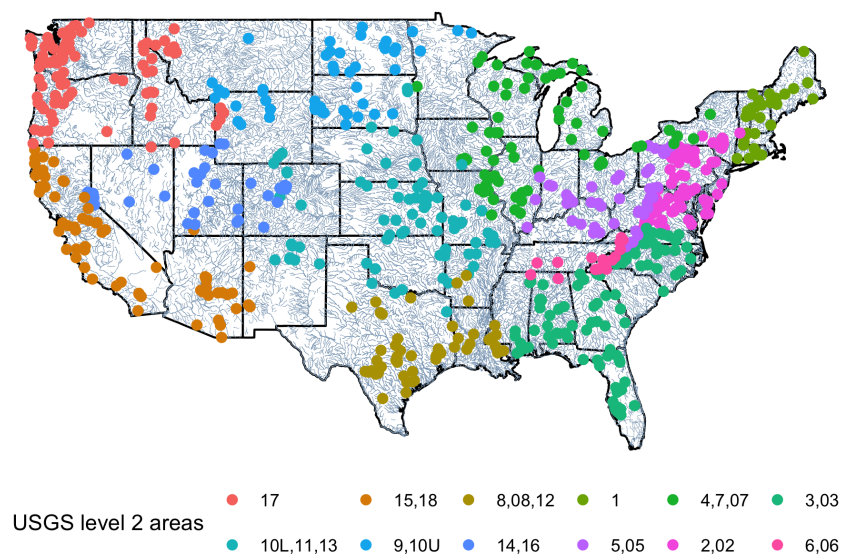 17 15,18 8,08,12 1 4,7,07 3,03
USGS level 2 areas
10L,11,13 9,10U 14,16 5,05 2,02 6,06